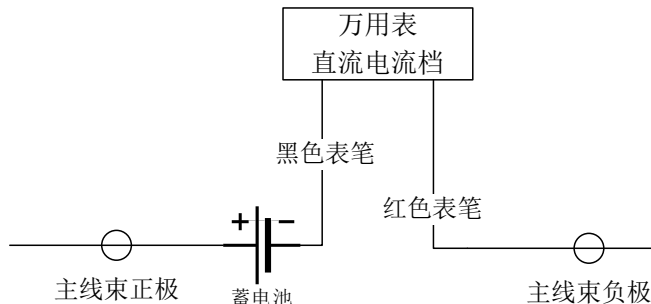 万用表
直流电流档
黑色表笔
红色表笔
+ -
主线束正极
蓄电池
主线束负极